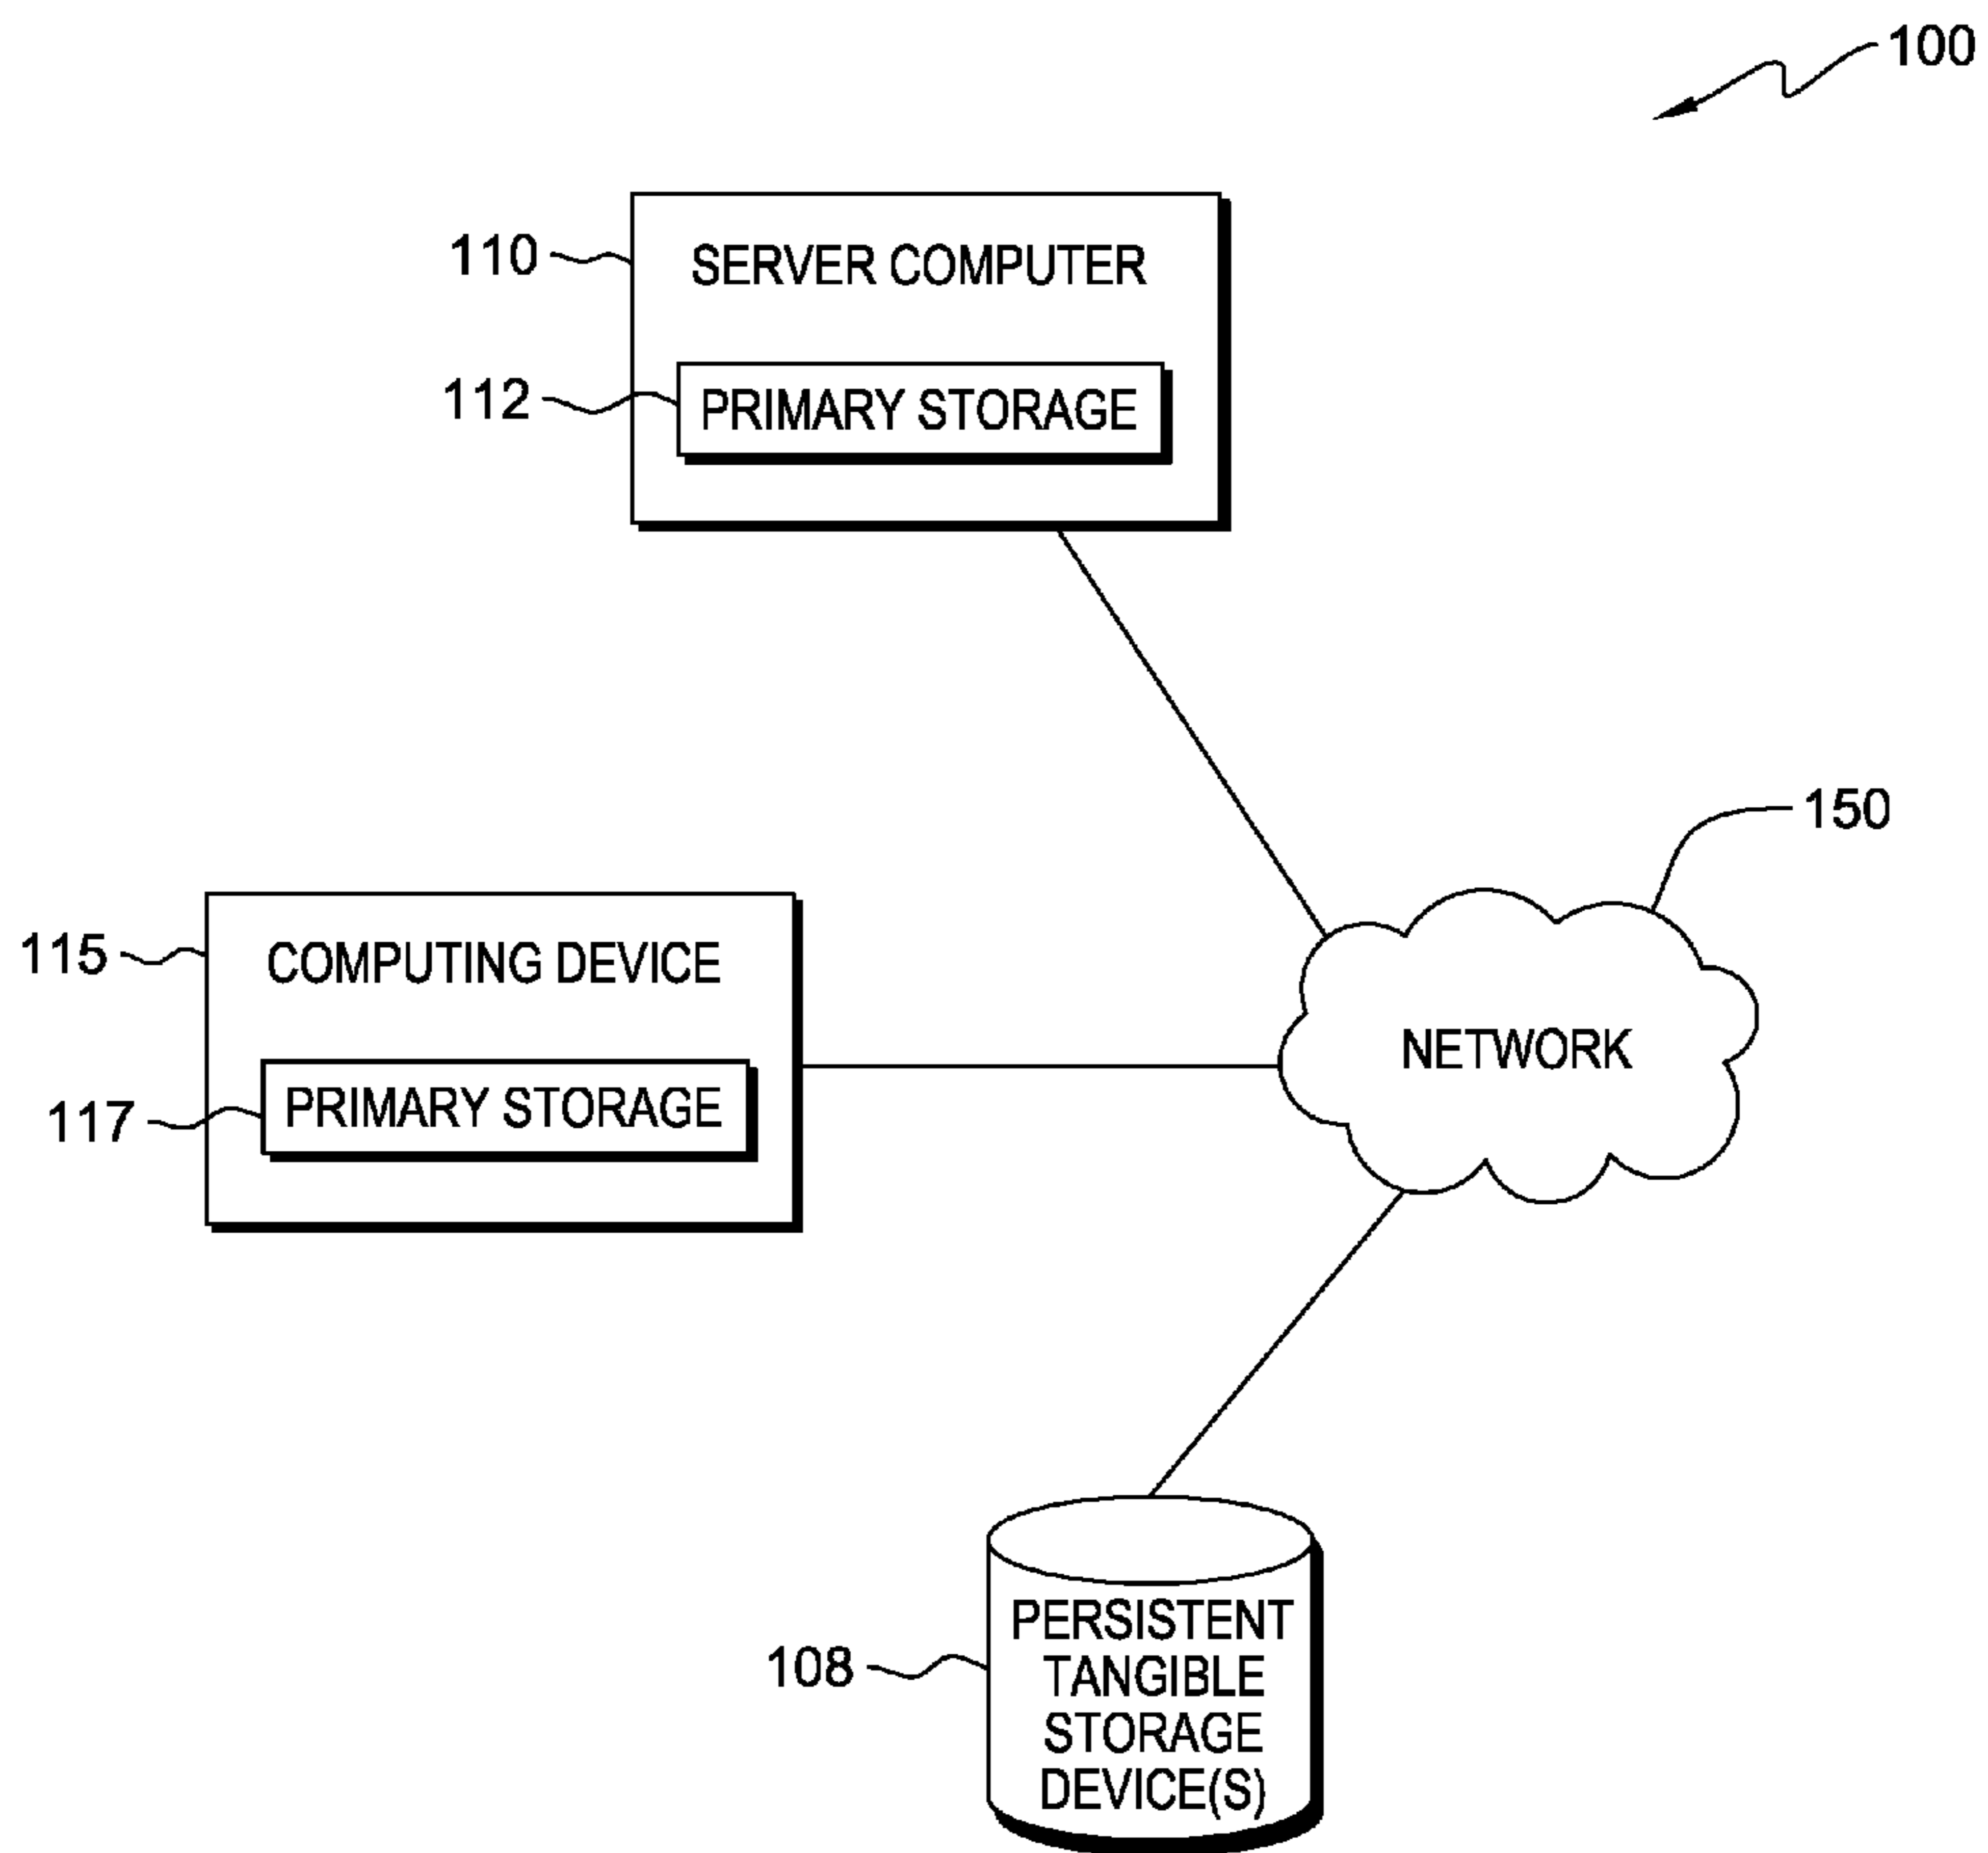 100
110
SERVER COMPUTER
112
PRIMARY STORAGE
150
115
COMPUTING DEVICE
NETWORK
117
PRIMARY STORAGE
108
PERSISTENT
TANGIBLE
STORAGE
DEVICE(S)